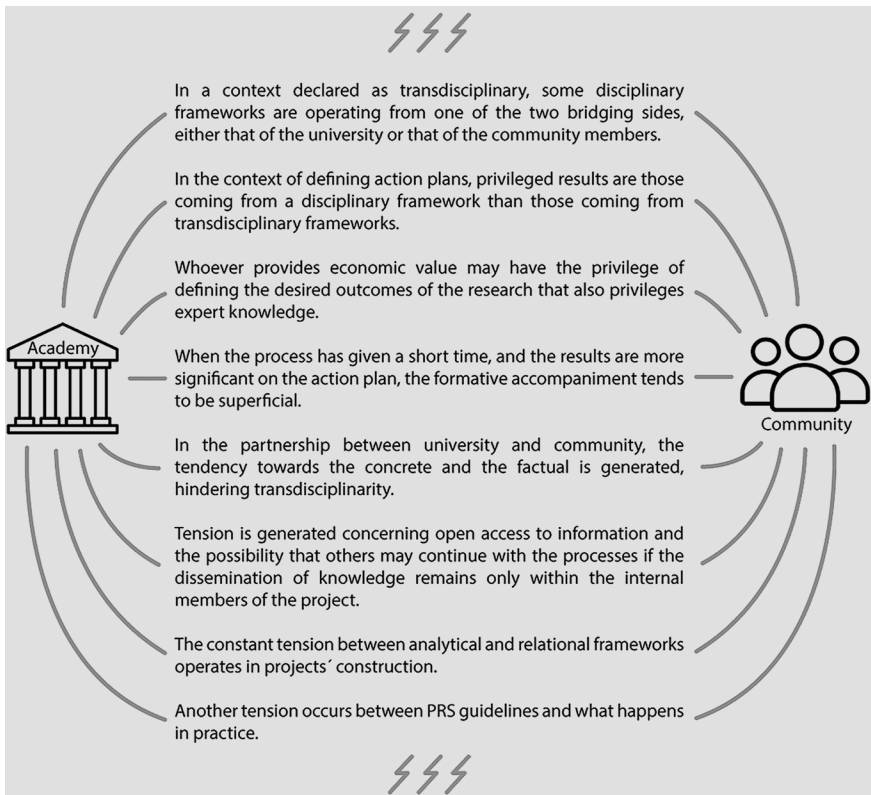 In a context declared as transdisciplinary, some disciplinary
frameworks are operating from one of the two bridging sides,
either that of the university or that of the community members.
In the context of defining action plans, privileged results are those
coming from a disciplinary framework than those coming from
transdisciplinary frameworks.
Whoever provides economic value may have the privilege of
defining the desired outcomes of the research that also privileges
expert knowledge.
Academy
When the process has given a short time, and the results are more
significant on the action plan, the formative accompaniment tends
to be superficial.
Community
In the partnership between university and community, the
tendency towards the concrete and the factual is generated,
hindering transdisciplinarity.
Tension is generated concerning open access to information and
the possibility that others may continue with the processes if the
dissemination of knowledge remains only within the internal
members of the project.
The constant tension between analytical and relational frameworks
operates in projects´ construction.
Another tension occurs between PRS guidelines and what happens
in practice.